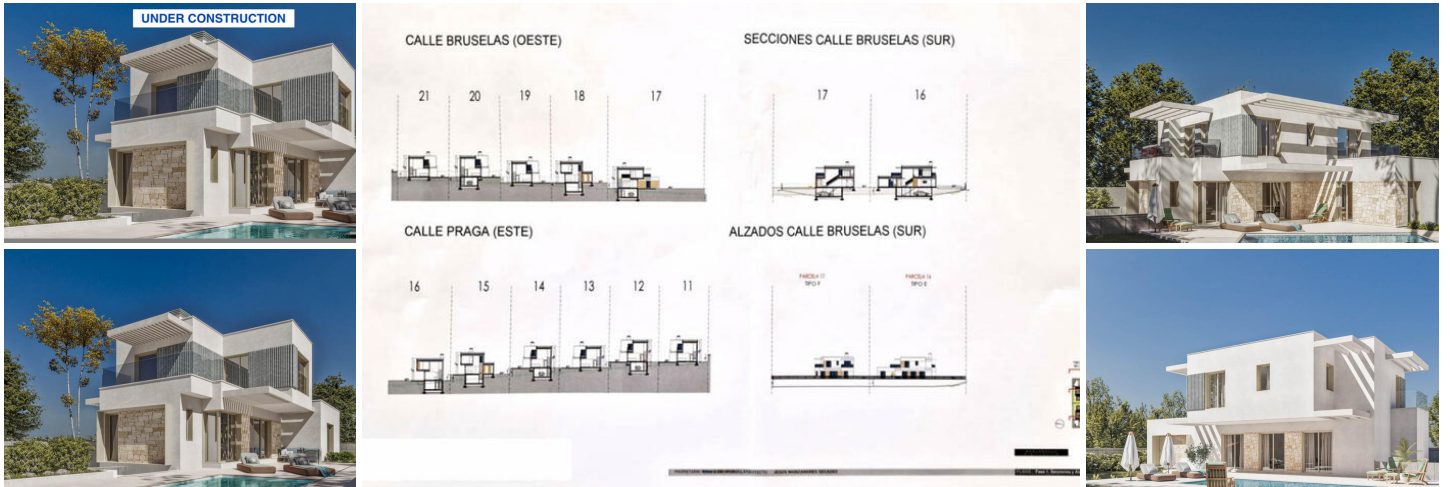 UNDER CONSTRUCTION
CALLE BRUSELAS (OESTE)
21 20 19 18 17
SECCIONES CALLE BRUSELAS (SUR)
17 16
CALLE PRAGA (ESTE)
16 15 14 13 12 11
ALZADOS CALLE BRUSELAS (SUR)
PARCELA 17
TIPO F
PARCELA 16
TIPO E